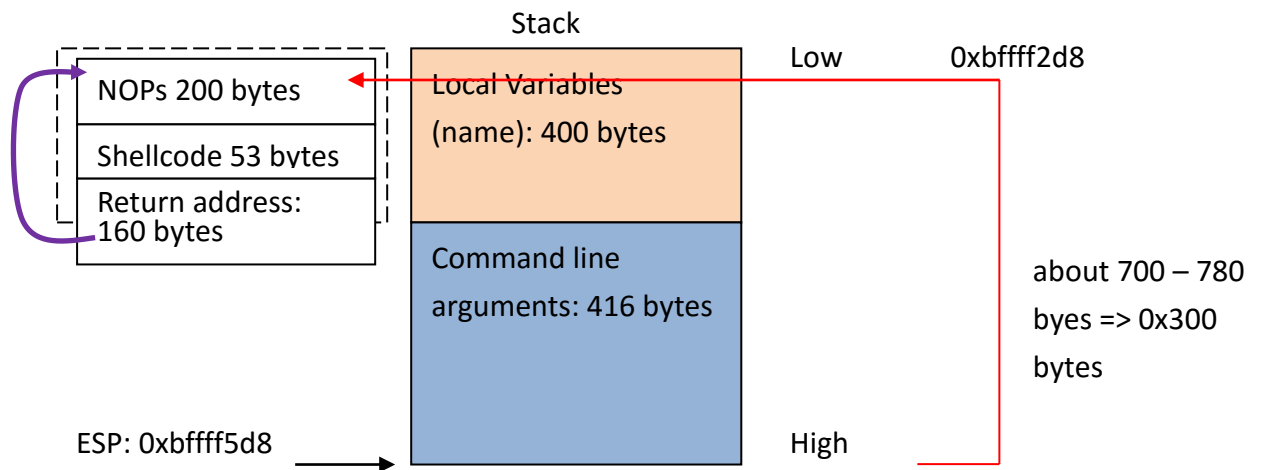 Stack
Low
0xbffff2d8
NOPs 200 bytes
Shellcode 53 bytes
Return address:
160 bytes
Local Variables
(name): 400 bytes
Command line
arguments: 416 bytes
about 700 – 780
byes => 0x300
bytes
ESP: 0xbffff5d8
High